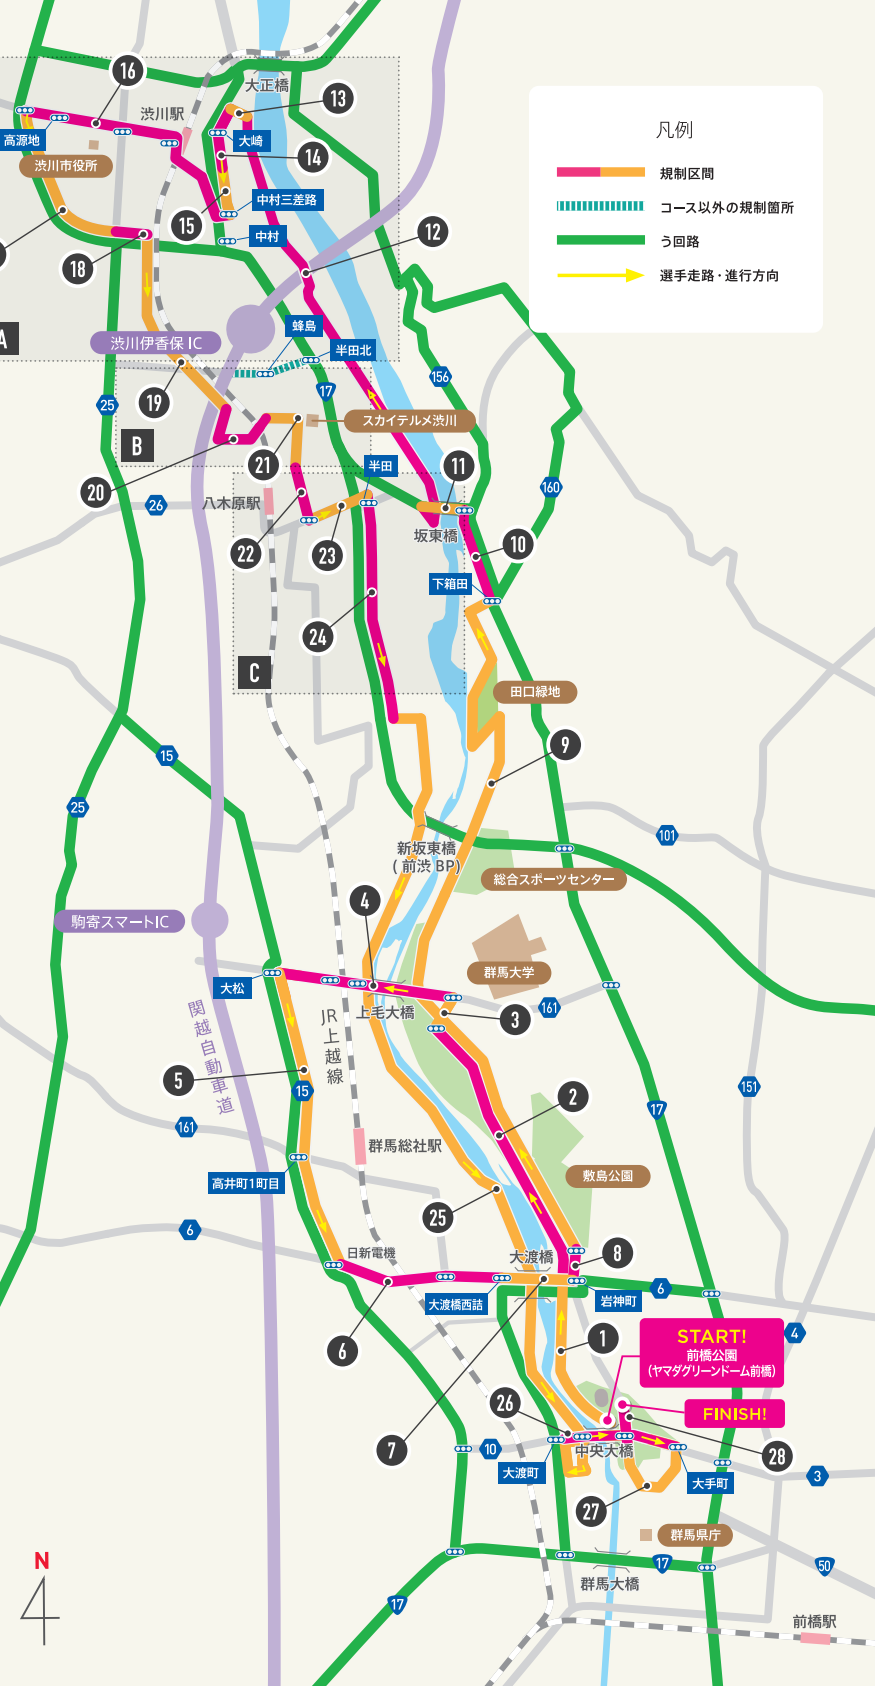 凡例
規制区間
コース以外の規制箇所
う回路
選手走路・進行方向
大正橋
16
渋川駅
13
高源地
大崎
14
渋川市役所
15
中村三差路
中村
12
18
A
渋川伊香保 IC
蜂島
半田北
17
156
19
25
スカイテルメ渋川
B
21
半田
11
20
26
八木原駅
160
坂東橋
22
23
10
下箱田
24
C
田口緑地
9
15
25
101
新坂東橋
(前渋 BP)
総合スポーツセンター
4
駒寄スマートIC
群馬大学
大松
上毛大橋
161
3
関越自動車道
JR上越線
5
15
2
151
17
161
群馬総社駅
高井町1町目
敷島公園
25
6
日新電機
大渡橋
8
6
大渡橋西詰
岩神町
4
6
1
START!
前橋公園
(ヤマダグリーンドーム前橋)
26
FINISH!
7
10
中央大橋
28
大渡町
大手町
3
27
群馬県庁
17
50
群馬大橋
17
前橋駅
N